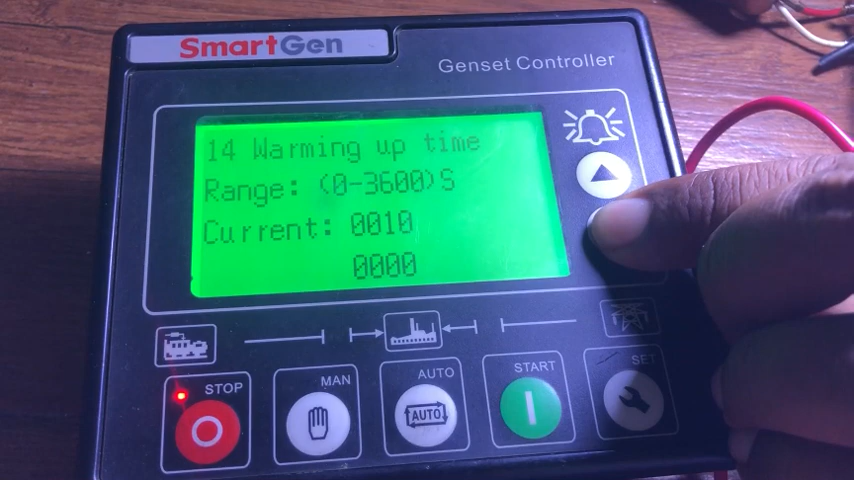 SmartGen
Genset Controller
14 Warming up time
Range: (0-3600)S
Current: 0010
0000
STOP
MAN
AUTO
START
SET
AUTO